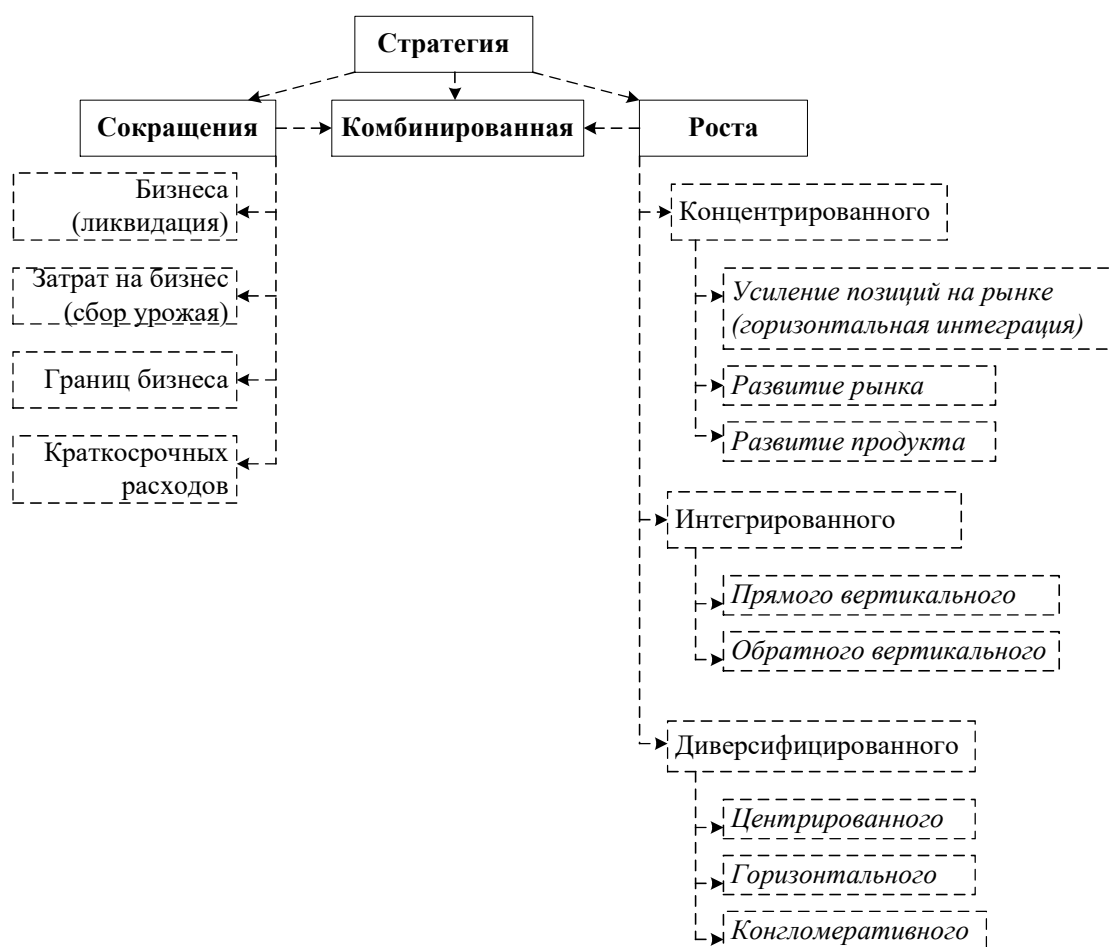 Стратегия
Сокращения
Комбинированная
Роста
Бизнеса
(ликвидация)
Затрат на бизнес
(сбор урожая)
Границ бизнеса
Краткосрочных
расходов
Концентрированного
Усиление позиций на рынке
(горизонтальная интеграция)
Развитие рынка
Развитие продукта
Интегрированного
Прямого вертикального
Обратного вертикального
Диверсифицированного
Центрированного
Горизонтального
Конгломеративного